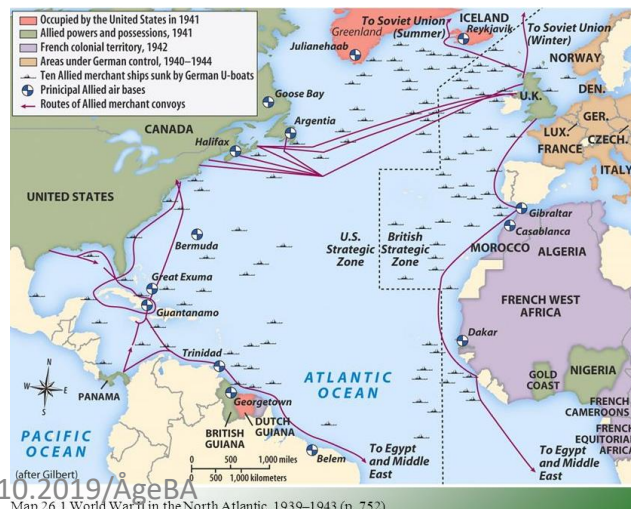 Occupied by the United States in 1941
Allied powers and possessions, 1941
French colonial territory, 1942
Areas under German control, 1940–1944
Ten Allied merchant ships sunk by German U-boats
Prinicipial Allied air bases
Routes of Allied merchant convoys
To Soviet Union
(Summer)
ICELAND
Reykjavik
To Soviet Union
(Winter)
Greenland
Julianehaab
NORWAY
Goose Bay
U.K.
DEN.
Argentia
GER.
CANADA
LUX.
CZECH.
Halifax
FRANCE
ITALY
UNITED STATES
Gibraltar
Casablanca
Bermuda
U.S.
Strategic
Zone
British
Strategic
Zone
MOROCCO
ALGERIA
Great Exuma
Guantanamo
FRENCH WEST
AFRICA
Dakar
Trinidad
N
W
E
S
PANAMA
ATLANTIC
OCEAN
GOLD
COAST
NIGERIA
Georgetown
DUTCH
GUIANA
BRITISH
GUIANA
FRENCH
CAMEROONS
FRENCH
EQUITORIAL
AFRICA
PACIFIC
OCEAN
Belem
To Egypt
and Middle
East
To Egypt
and Middle
East
0 500 1,000 miles
0 500 1,000 kilometers
(after Gilbert)
10.2019/AgeBA
Map 26.1 World War II in the North Atlantic, 1939–1943 (p. 752)